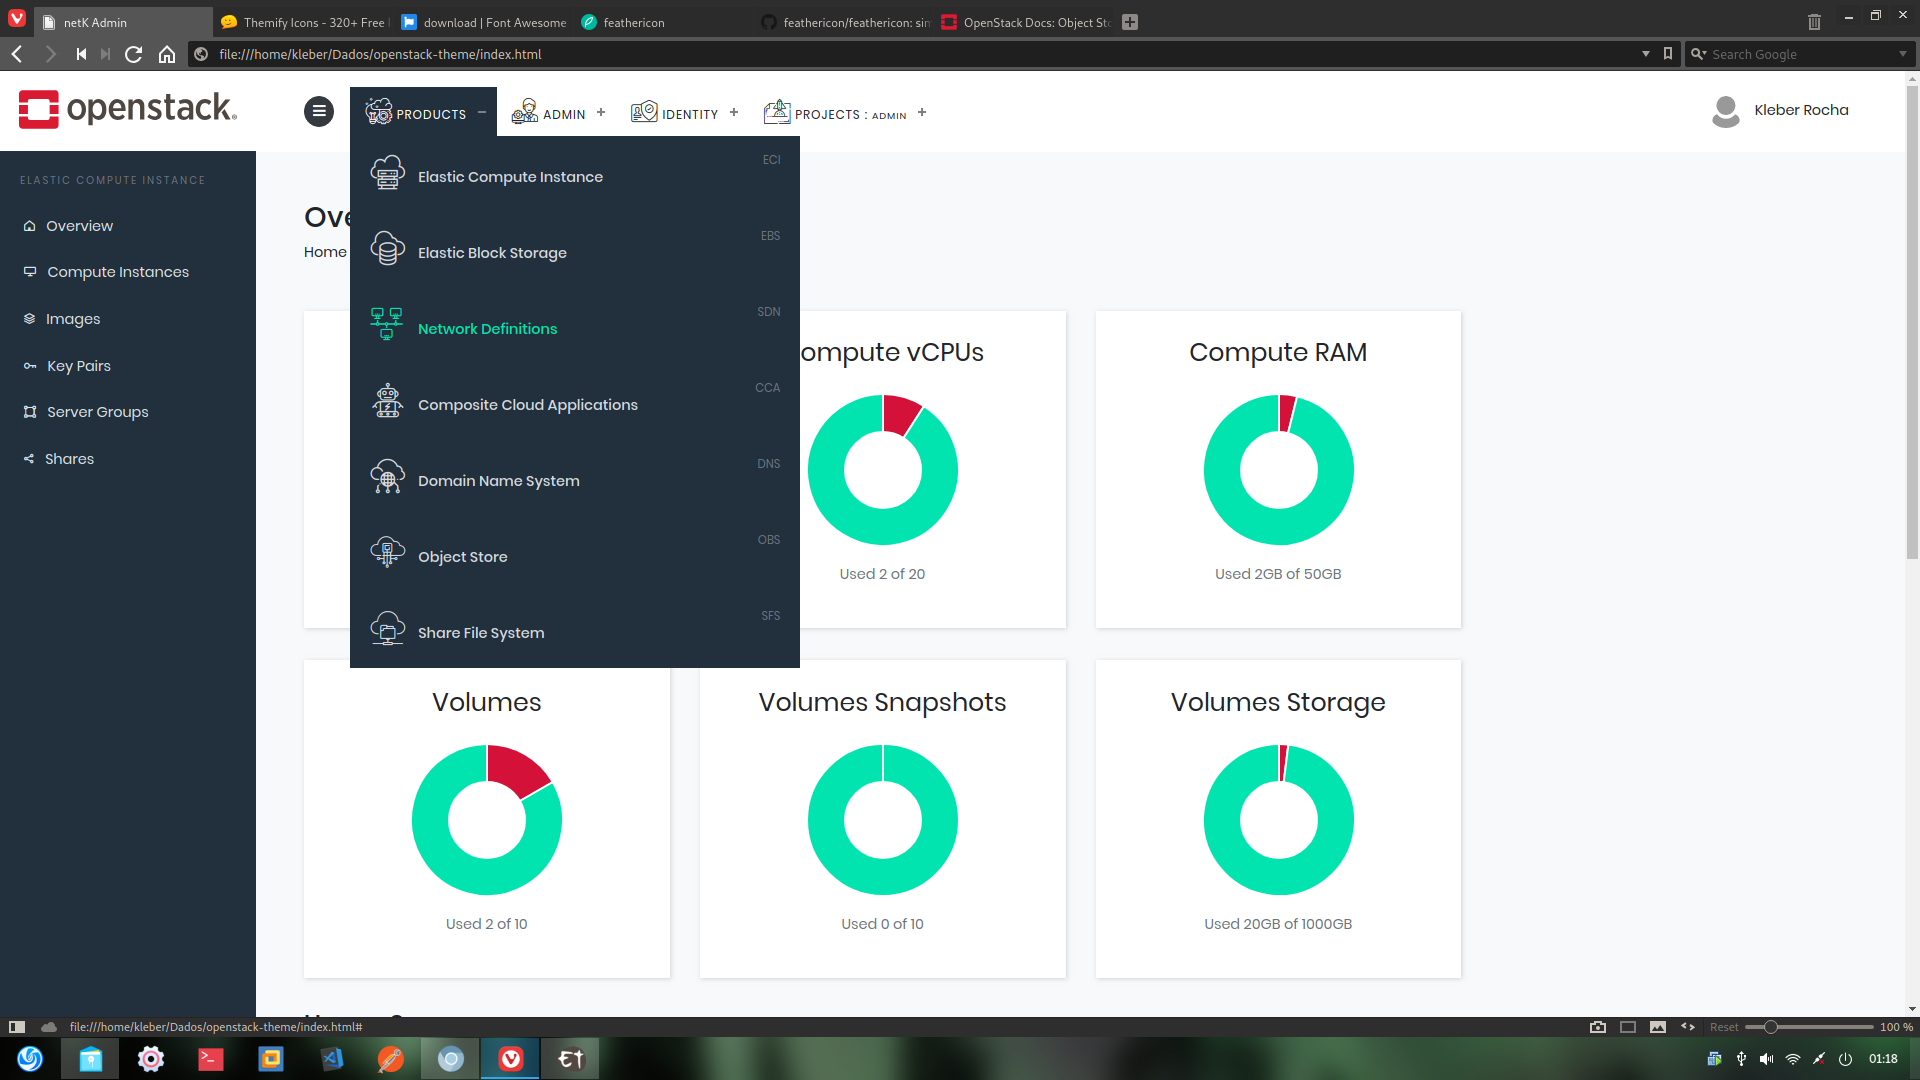 netK Admin
Themify Icons - 320+ Free
download | Font Awesome
feathericon
feathericon/feathericon: sim
OpenStack Docs: Object Sto
file:///home/kleber/Dados/openstack-theme/index.html
Search Google
openstack.
PRODUCTS
ADMIN
IDENTITY
PROJECTS : ADMIN
Kleber Rocha
ELASTIC COMPUTE INSTANCE
Overview
Compute Instances
Images
Key Pairs
Server Groups
Shares
Ove
Home
ECI
Elastic Compute Instance
EBS
Elastic Block Storage
SDN
Network Definitions
CCA
Composite Cloud Applications
DNS
Domain Name System
OBS
Object Store
SFS
Share File System
ompute vCPUs
Used 2 of 20
Compute RAM
Used 2GB of 50GB
Volumes
Used 2 of 10
Volumes Snapshots
Used 0 of 10
Volumes Storage
Used 20GB of 1000GB
file:///home/kleber/Dados/openstack-theme/index.html#
Reset
100 %
01:18